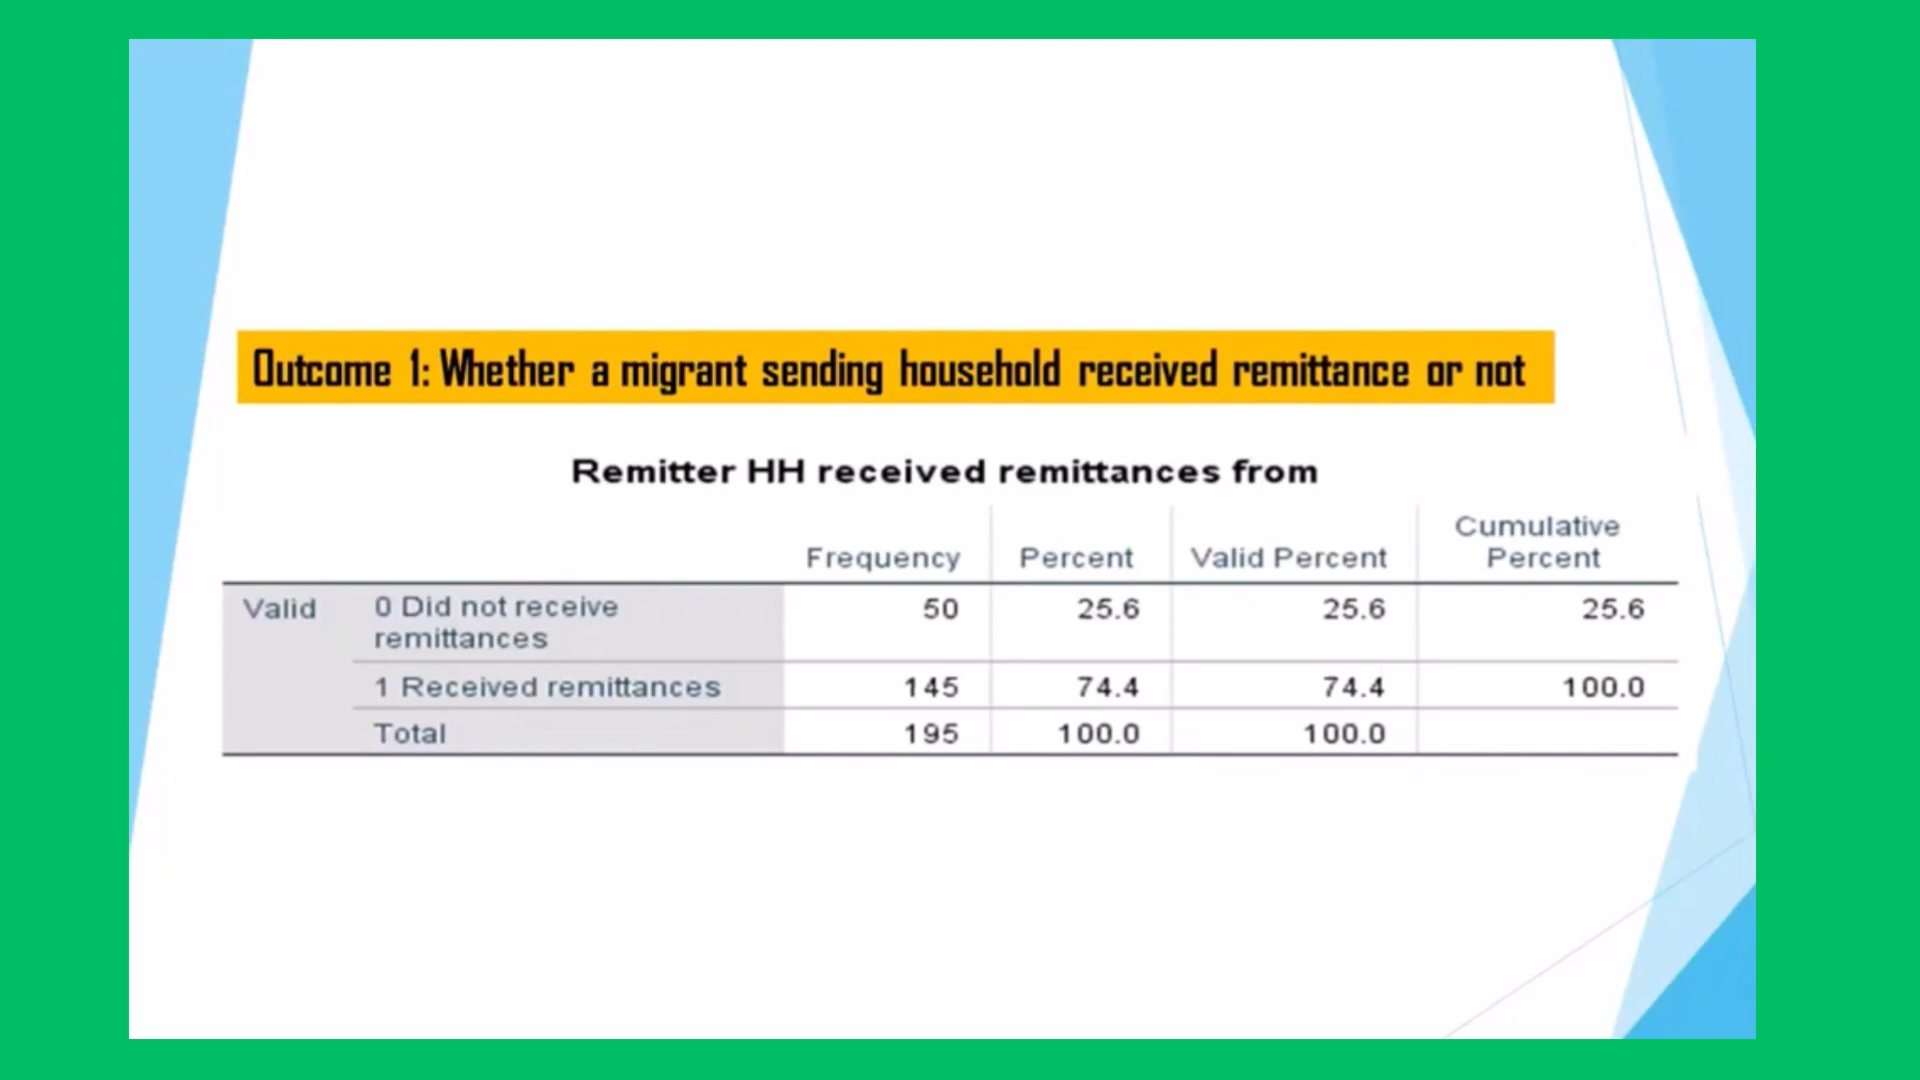 Outcome 1: Whether a migrant sending household received remittance or not
Remitter HH received remittances from
Frequency Percent Valid Percent Cumulative Percent
Valid 0 Did not receive remittances 50 25.6 25.6 25.6
1 Received remittances 145 74.4 74.4 100.0
Total 195 100.0 100.0